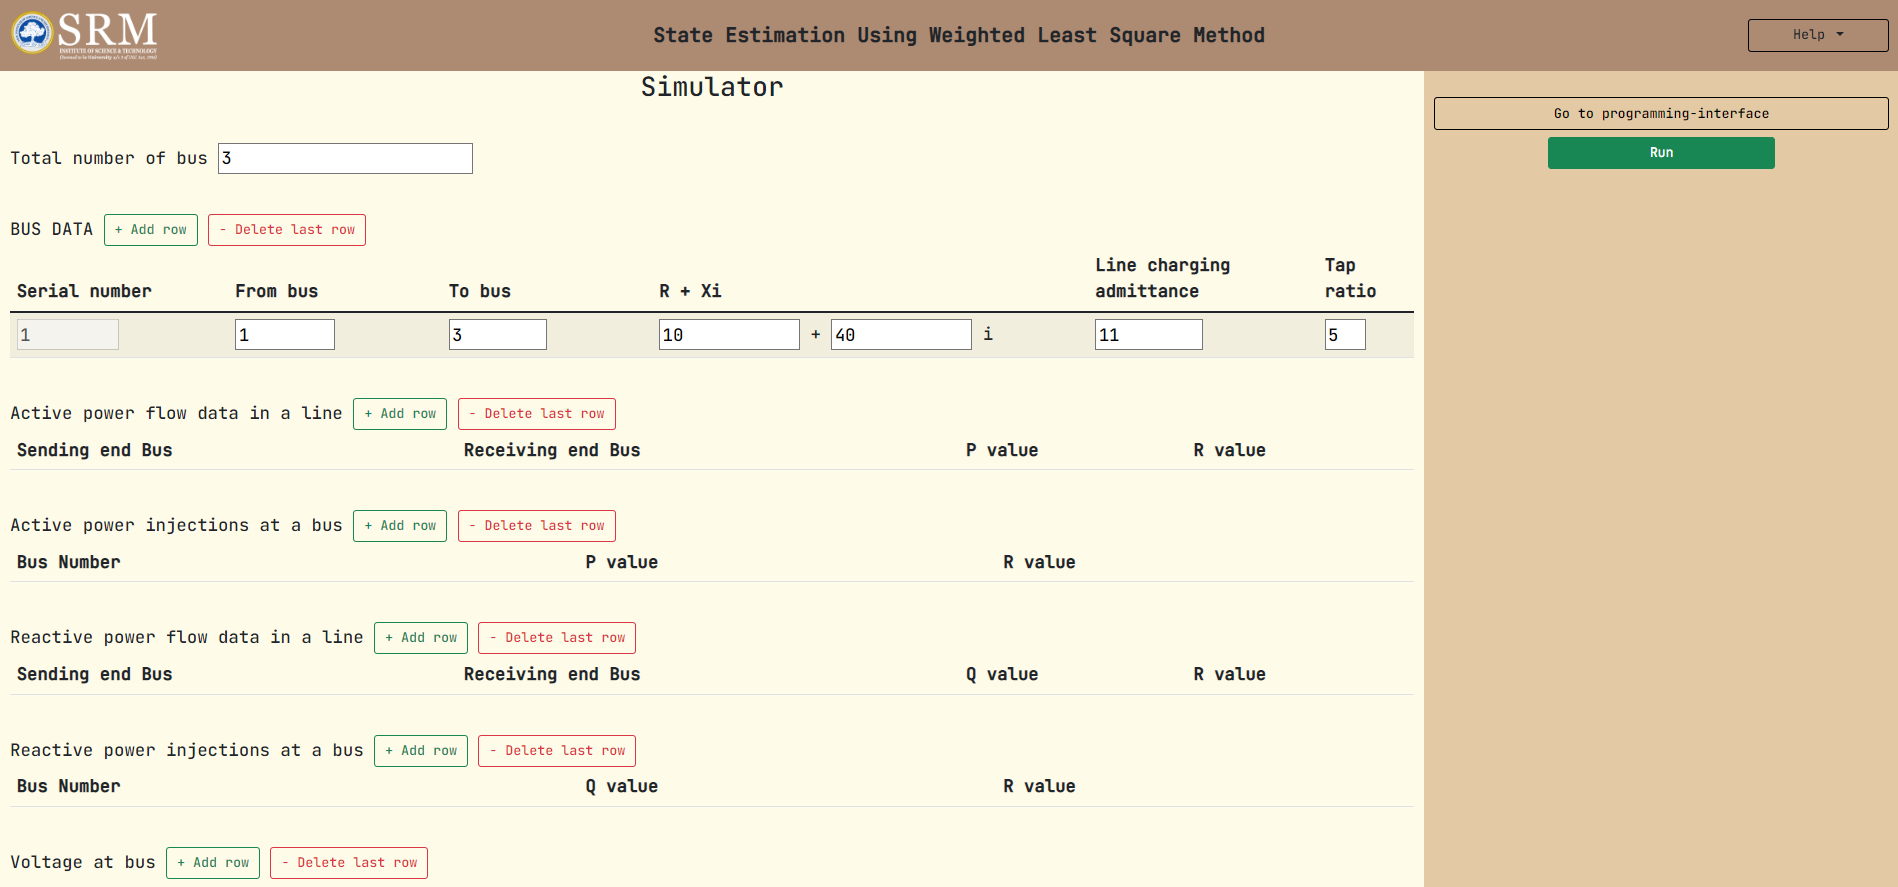 SRM
INSTITUTE OF SCIENCE & TECHNOLOGY
State Estimation Using Weighted Least Square Method
Help
Simulator
Go to programming-interface
Run
Total number of bus 3
BUS DATA + Add row - Delete last row
Serial number From bus To bus R + Xi Line charging admittance Tap ratio
1 1 3 10 + 40 i 11 5
Active power flow data in a line + Add row - Delete last row
Sending end Bus Receiving end Bus P value R value
Active power injections at a bus + Add row - Delete last row
Bus Number P value R value
Reactive power flow data in a line + Add row - Delete last row
Sending end Bus Receiving end Bus Q value R value
Reactive power injections at a bus + Add row - Delete last row
Bus Number Q value R value
Voltage at bus + Add row - Delete last row